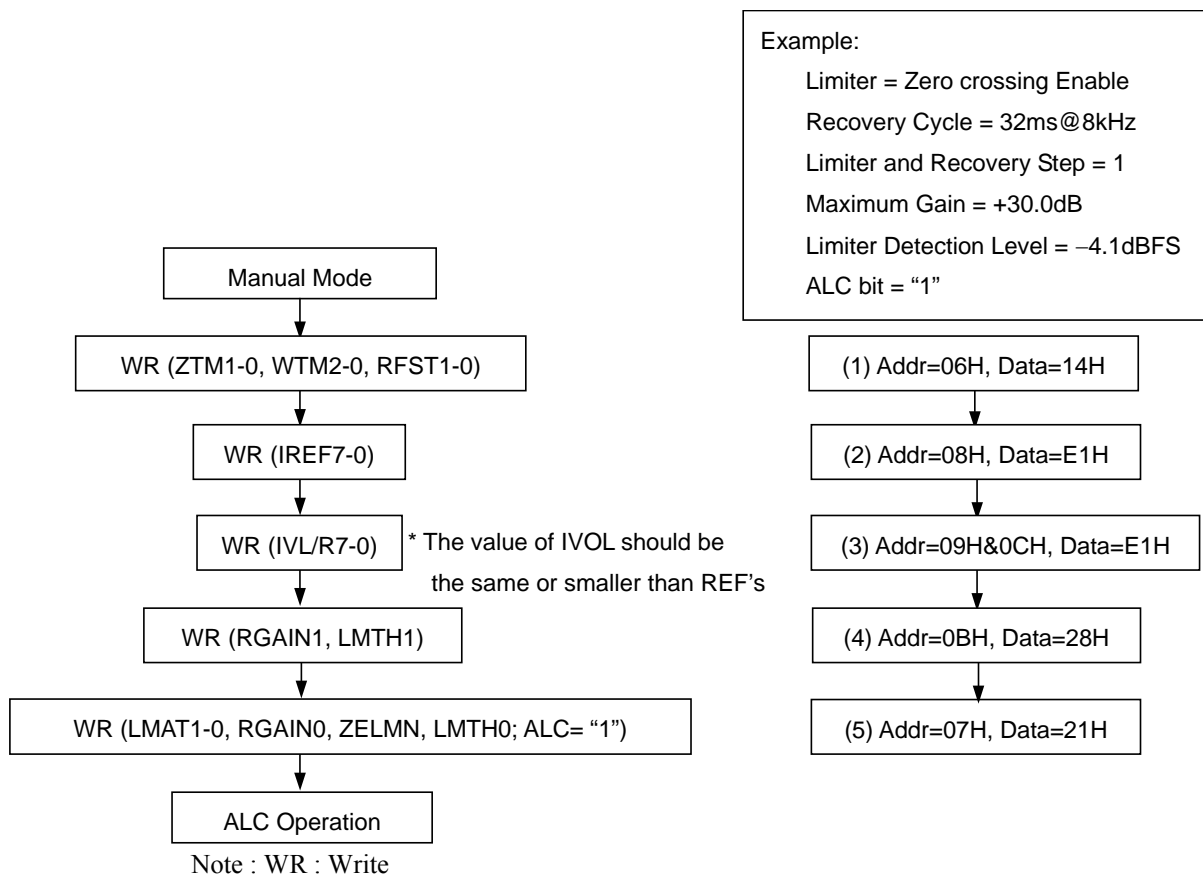 Example:
Limiter = Zero crossing Enable
Recovery Cycle = 32ms@8kHz
Limiter and Recovery Step = 1
Maximum Gain = +30.0dB
Limiter Detection Level = −4.1dBFS
ALC bit = “1”
Manual Mode
WR (ZTM1-0, WTM2-0, RFST1-0)
WR (IREF7-0)
WR (IVL/R7-0)
* The value of IVOL should be
the same or smaller than REF’s
WR (RGAIN1, LMTH1)
WR (LMAT1-0, RGAIN0, ZELMN, LMTH0; ALC= “1”)
ALC Operation
Note : WR : Write
(1) Addr=06H, Data=14H
(2) Addr=08H, Data=E1H
(3) Addr=09H&0CH, Data=E1H
(4) Addr=0BH, Data=28H
(5) Addr=07H, Data=21H